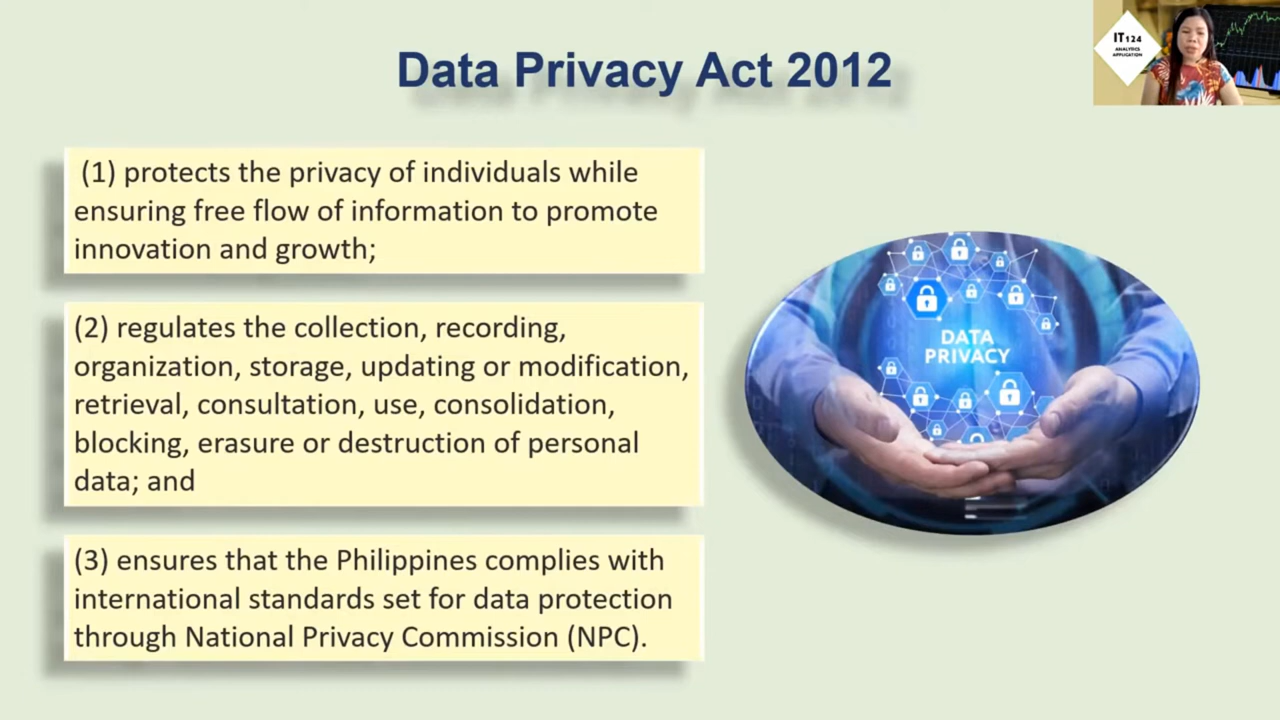 Data Privacy Act 2012
IT124
ANALYTICS
APPLICATION
(1) protects the privacy of individuals while
ensuring free flow of information to promote
innovation and growth;
(2) regulates the collection, recording,
organization, storage, updating or modification,
retrieval, consultation, use, consolidation,
blocking, erasure or destruction of personal
data; and
(3) ensures that the Philippines complies with
international standards set for data protection
through National Privacy Commission (NPC).
DATA
PRIVACY